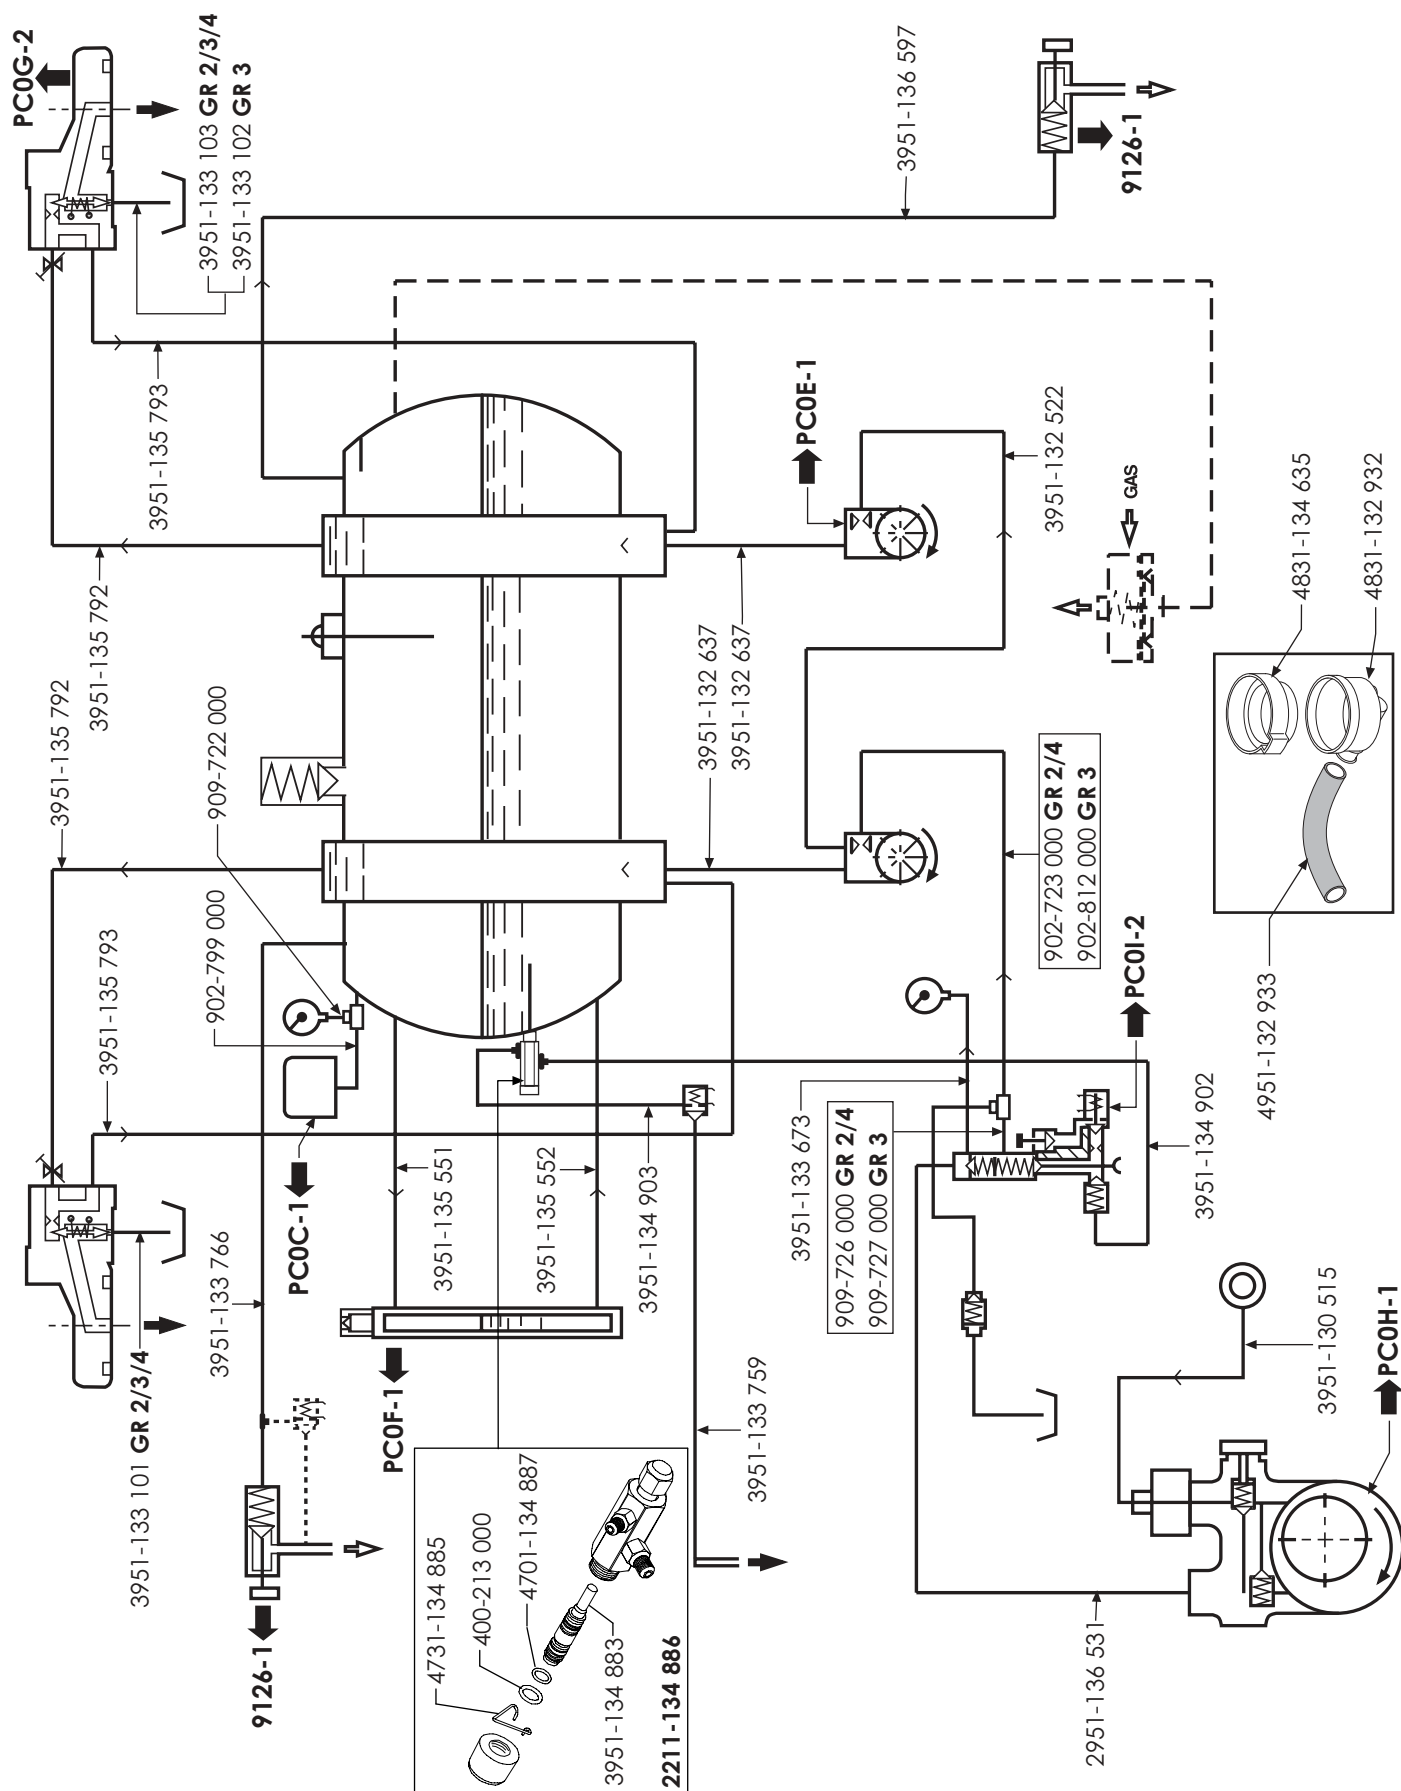 PC0G-2
3951-133 103 GR 2/3/4
3951-133 102 GR 3
3951-136 597
9126-1
3951-135 793
3951-135 792
PC0E-1
3951-132 522
GAS
3951-135 792
909-722 000
902-799 000
3951-135 793
3951-132 637
3951-132 637
902-723 000 GR 2/4
902-812 000 GR 3
PC0I-2
4831-134 635
4831-132 932
4951-132 933
3951-133 101 GR 2/3/4
3951-133 766
PC0C-1
3951-135 551
3951-135 552
3951-134 903
3951-133 673
909-726 000 GR 2/4
909-727 000 GR 3
3951-134 902
PC0F-1
3951-133 759
3951-130 515
PC0H-1
9126-1
4731-134 885
400-213 000
4701-134 887
3951-134 883
2211-134 886
2951-136 531